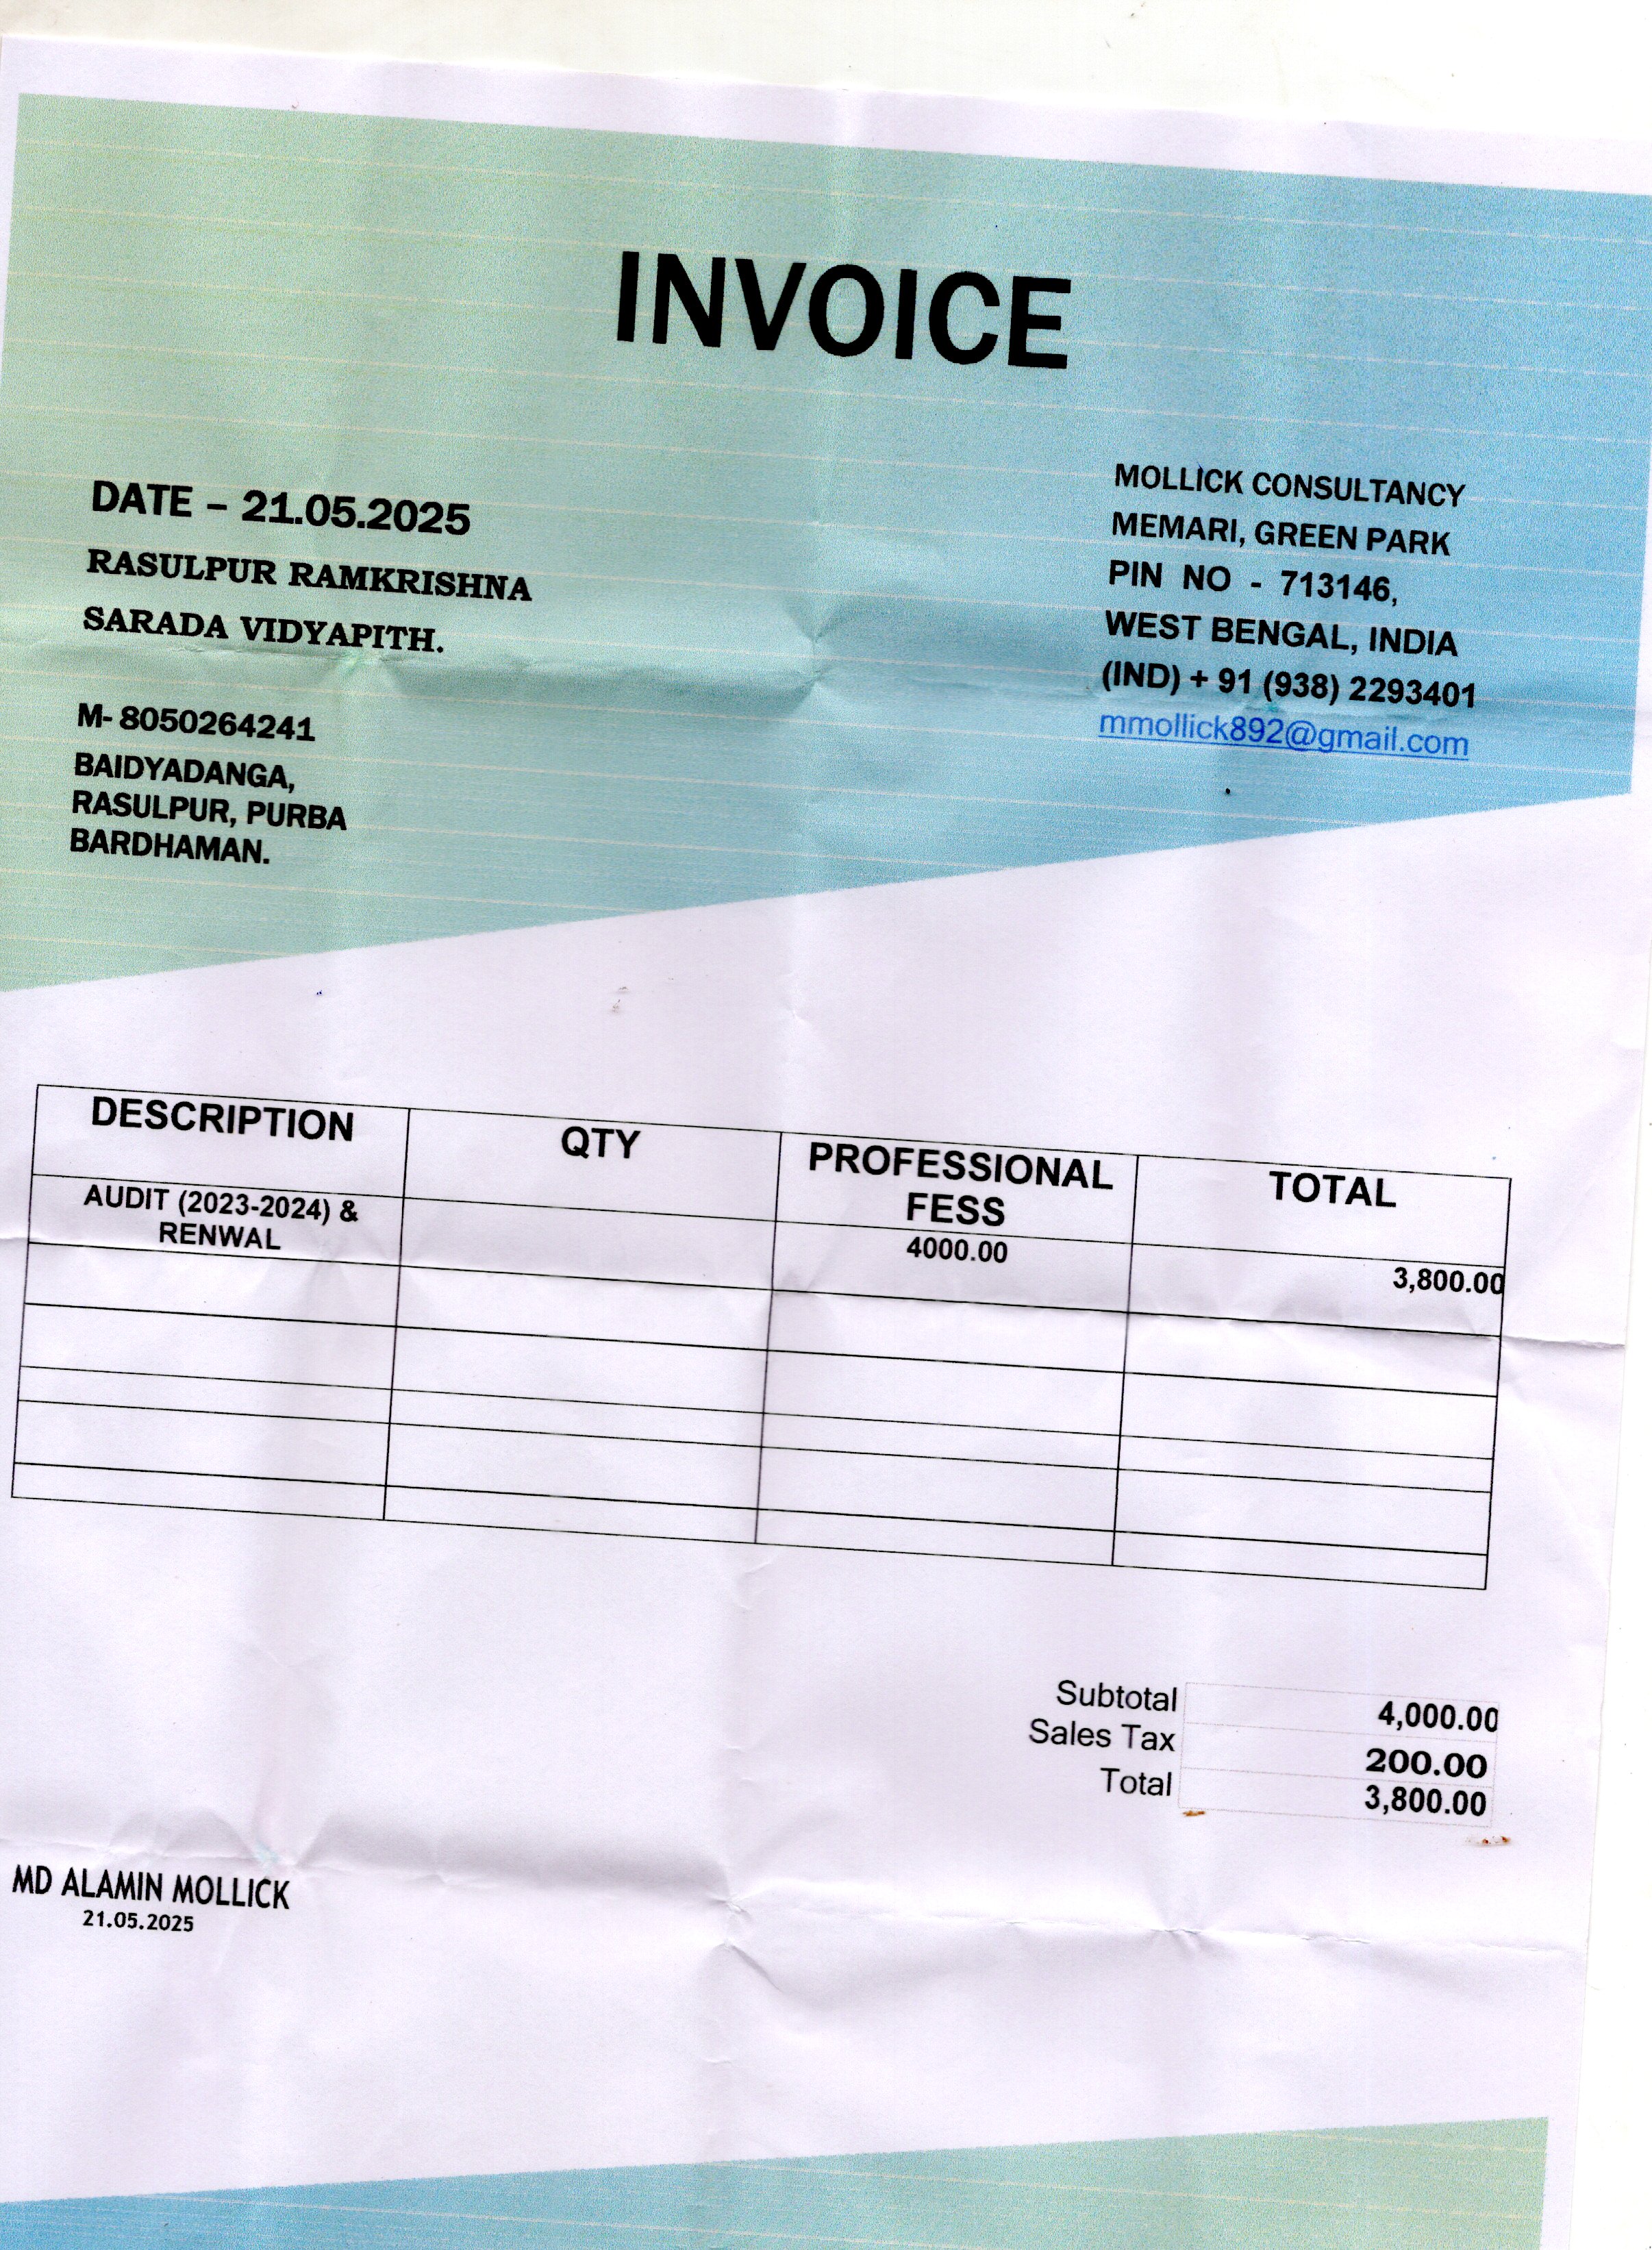 INVOICE
DATE – 21.05.2025
RASULPUR RAMKRISHNA
SARADA VIDYAPITH.
M- 8050264241
BAIDYADANGA,
RASULPUR, PURBA
BARDHAMAN.
MOLLICK CONSULTANCY
MEMARI, GREEN PARK
PIN NO - 713146,
WEST BENGAL, INDIA
(IND) + 91 (938) 2293401
mmollick892@gmail.com
DESCRIPTION QTY PROFESSIONAL FESS TOTAL
AUDIT (2023-2024) &
RENWAL 4000.00 3,800.00
Subtotal 4,000.00
Sales Tax 200.00
Total 3,800.00
MD ALAMIN MOLLICK
21.05.2025